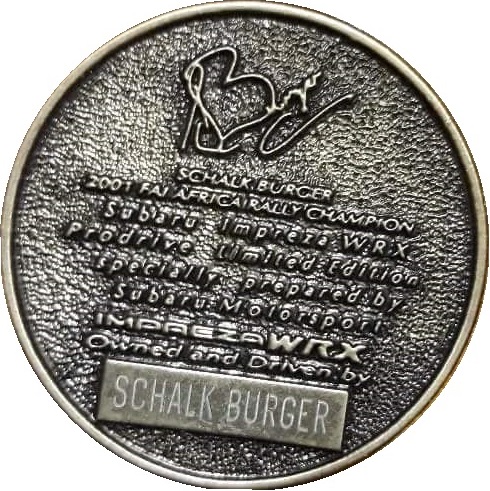 SCHALK BURGER
2001 FAI AFRICA RALLY CHAMPION
Subaru Impreza W.R.X.
Prodrive Limited Edition
specially prepared by
Subaru Motorsport
IMPREZA WRX
Owned and Driven by
SCHALK BURGER